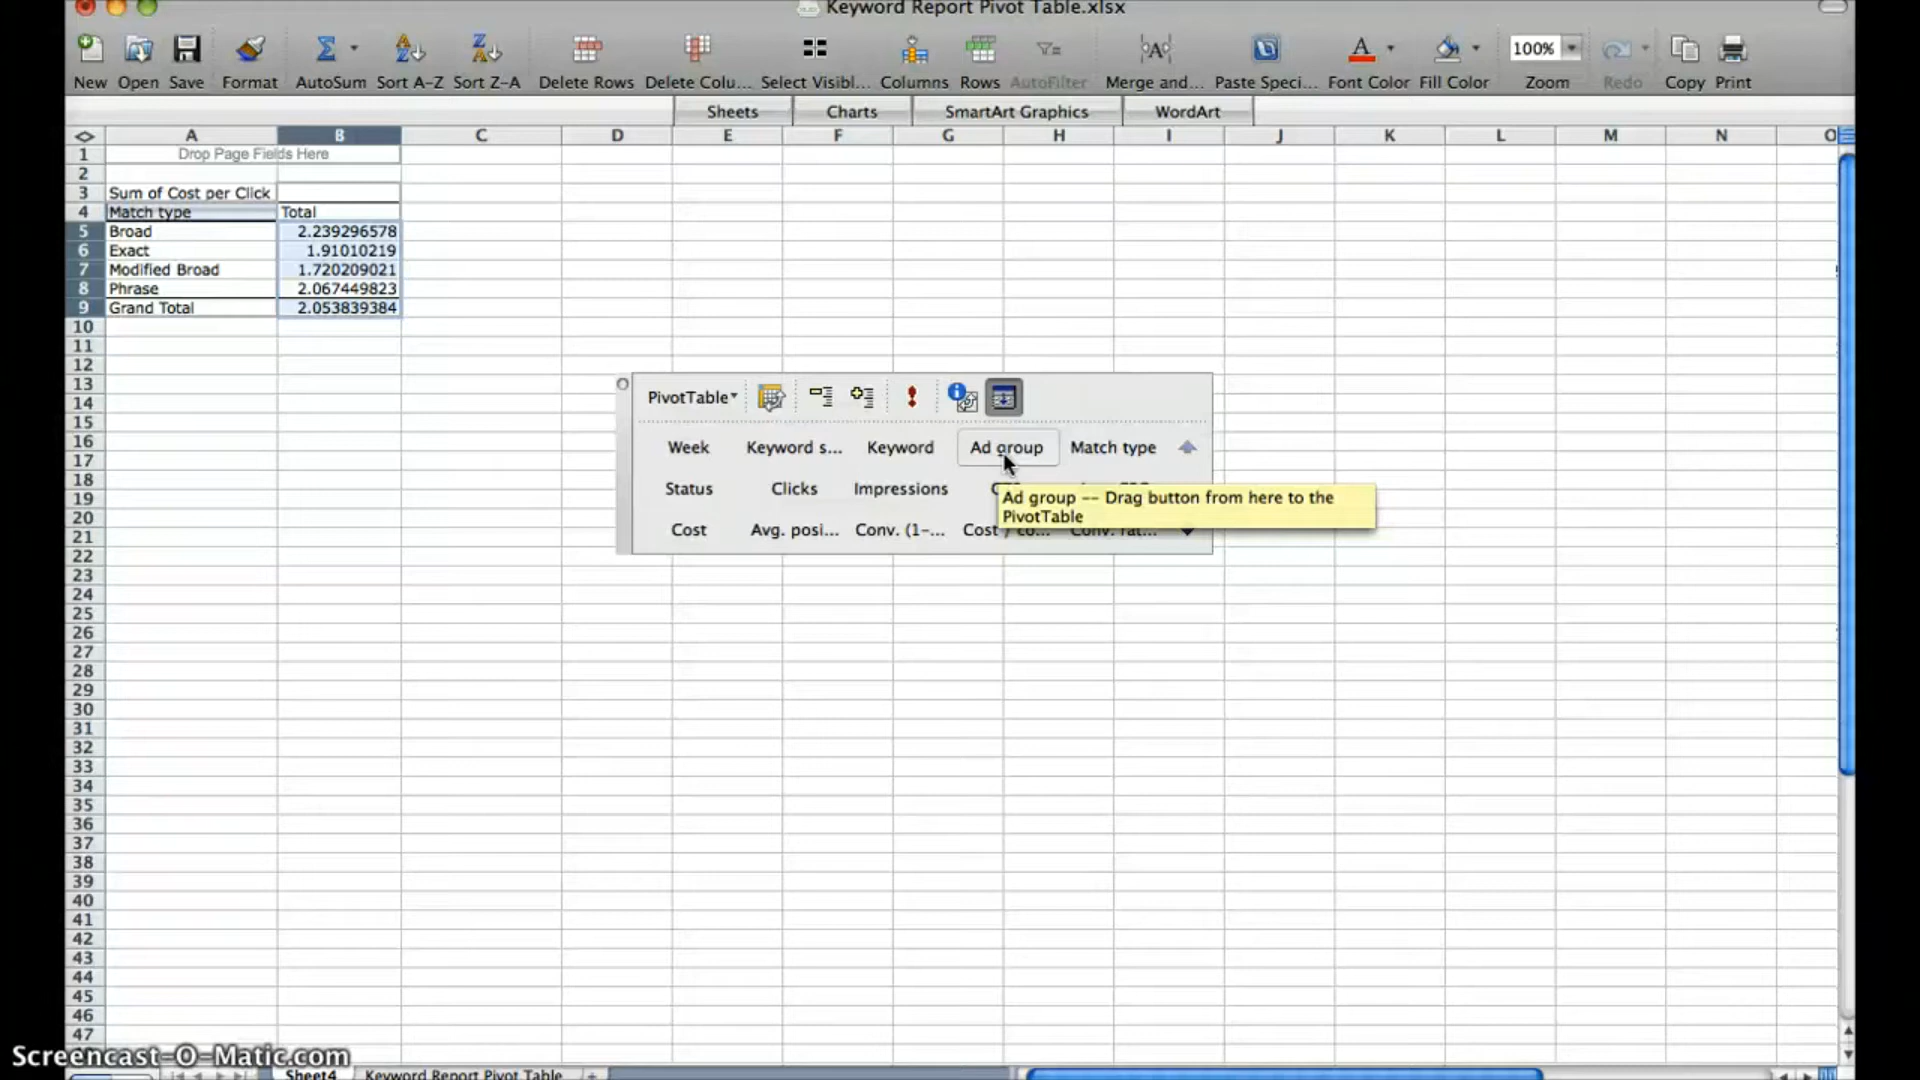 Keyword Report Pivot Table.xlsx
New Open Save Format AutoSum Sort A-Z Sort Z-A Delete Rows Delete Colu... Select Visibl... Columns Rows AutoFilter Merge and... Paste Speci... Font Color Fill Color 100% Zoom Redo Copy Print
Sheets Charts SmartArt Graphics WordArt
A B C D E F G H I J K L M N O
1 Drop Page Fields Here
2
3 Sum of Cost per Click
4 Match type Total
5 Broad 2.239296578
6 Exact 1.91010219
7 Modified Broad 1.720209021
8 Phrase 2.067449823
9 Grand Total 2.053839384
10
11
12
13
14
15
16
17
18
19
20
21
22
23
24
25
26
27
28
29
30
31
32
33
34
35
36
37
38
39
40
41
42
43
44
45
46
47
PivotTable
Week Keyword s... Keyword Ad group Match type
Status Clicks Impressions
Ad group -- Drag button from here to the
PivotTable
Cost Avg. posi... Conv. (1-... Cost / co... Conv. rat...
Screencast-O-Matic.com
Sheet4 Keyword Report Pivot Table +